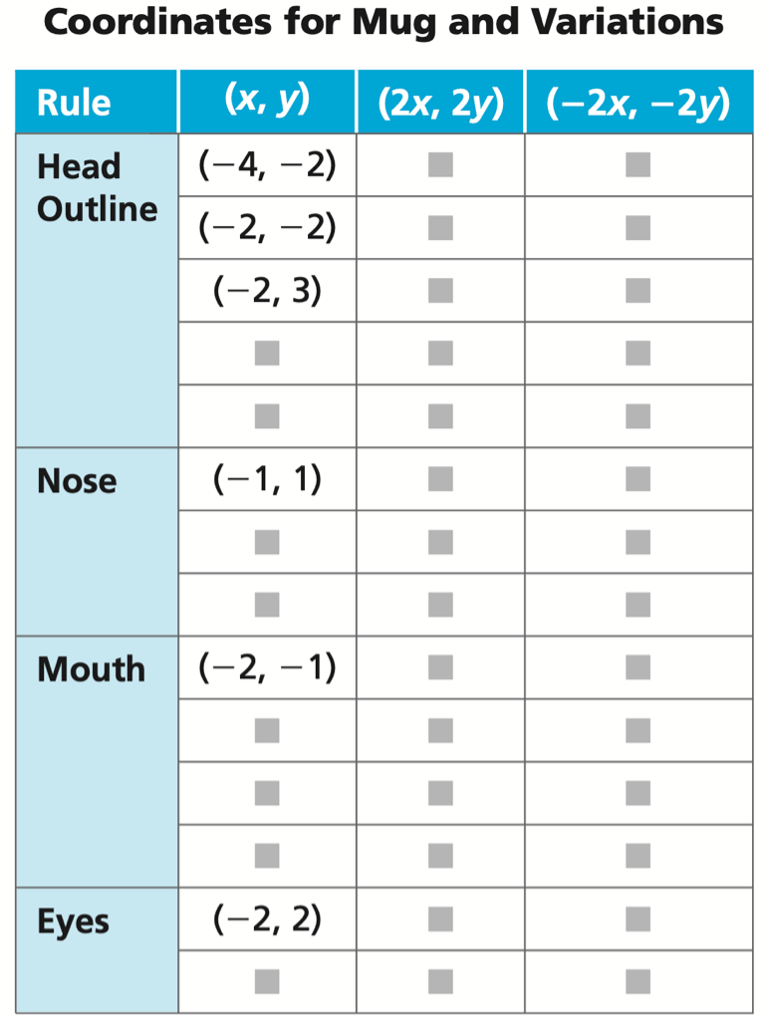 Coordinates for Mug and Variations
Rule (x, y) (2x, 2y) (−2x, −2y)
Head Outline (−4, −2)
(−2, −2)
(−2, 3)
Nose (−1, 1)
Mouth (−2, −1)
Eyes (−2, 2)